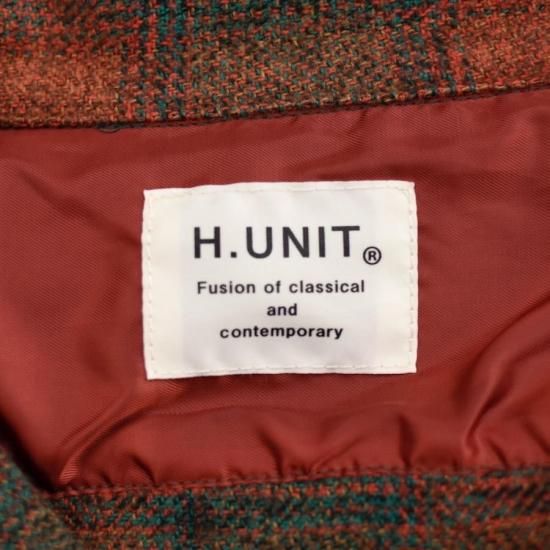 H.UNIT®
Fusion of classical
and
contemporary